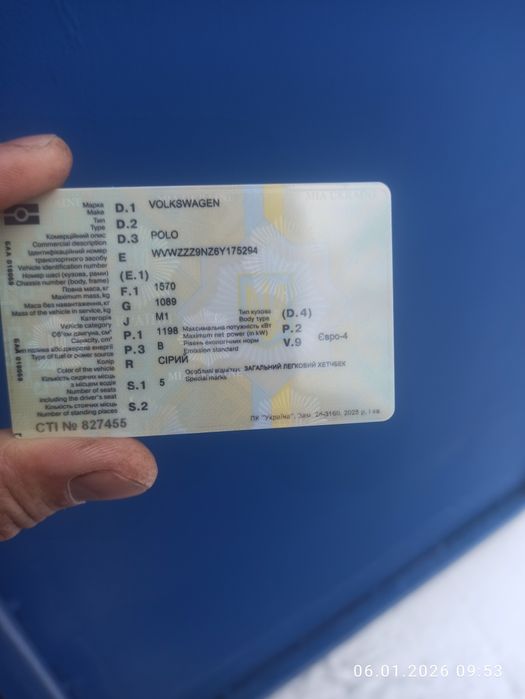 Марка D.1 VOLKSWAGEN
Make
Тип D.2
Type
Комерційний опис D.3 POLO
Commercial description
Ідентифікаційний номер E WVWZZZ9NZ6Y175294
транспортного засобу
Vehicle identification number
Номер шасі (кузова, рами) (E.1)
Chassis number (body, frame)
Повна маса, кг F.1 1570
Maximum mass, kg
Маса без навантаження, кг G 1089
Mass of the vehicle in service, kg
Категорія J M1 Тип кузова (D.4)
Vehicle category Body type
Об'єм двигуна, см³ P.1 1198 Максимальна потужність кВт P.2
Capacity, cm³ Maximum net power (in kW)
Тип палива або джерело енергії P.3 B Рівень екологічних норм V.9 Євро-4
Type of fuel or power source Emission standard
Колір R СІРИЙ
Color of the vehicle
Кількість сидячих місць S.1 5 Особливі відмітки: ЗАГАЛЬНИЙ ЛЕГКОВИЙ ХЕТЧБЕК
з місцем водія Special marks
Number of seats
including the driver's seat
Кількість стоячих місць S.2
Number of standing places
СТІ № 827455
ПК "Україна", Зам. 2025 р., І кв.
06.01.2026 09:53